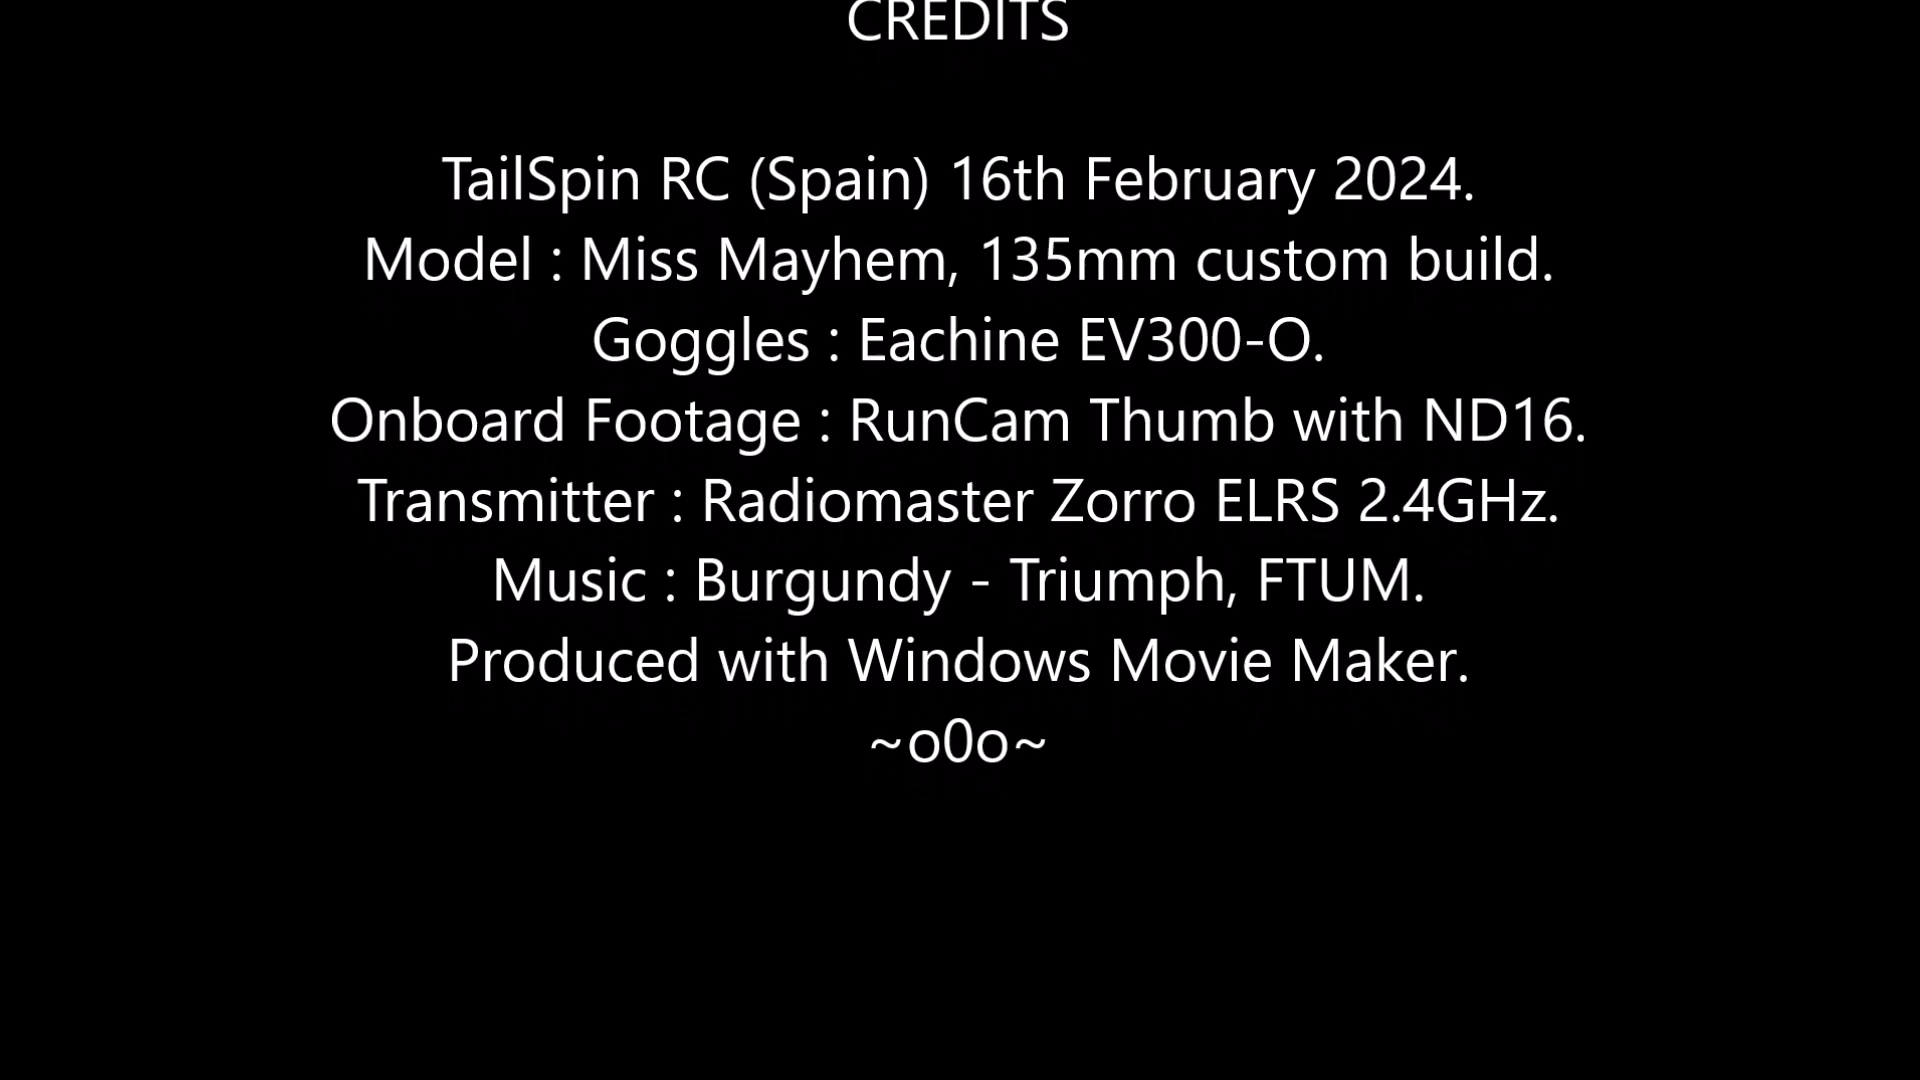 CREDITS
TailSpin RC (Spain) 16th February 2024.
Model : Miss Mayhem, 135mm custom build.
Goggles : Eachine EV300-O.
Onboard Footage : RunCam Thumb with ND16.
Transmitter : Radiomaster Zorro ELRS 2.4GHz.
Music : Burgundy - Triumph, FTUM.
Produced with Windows Movie Maker.
~o0o~